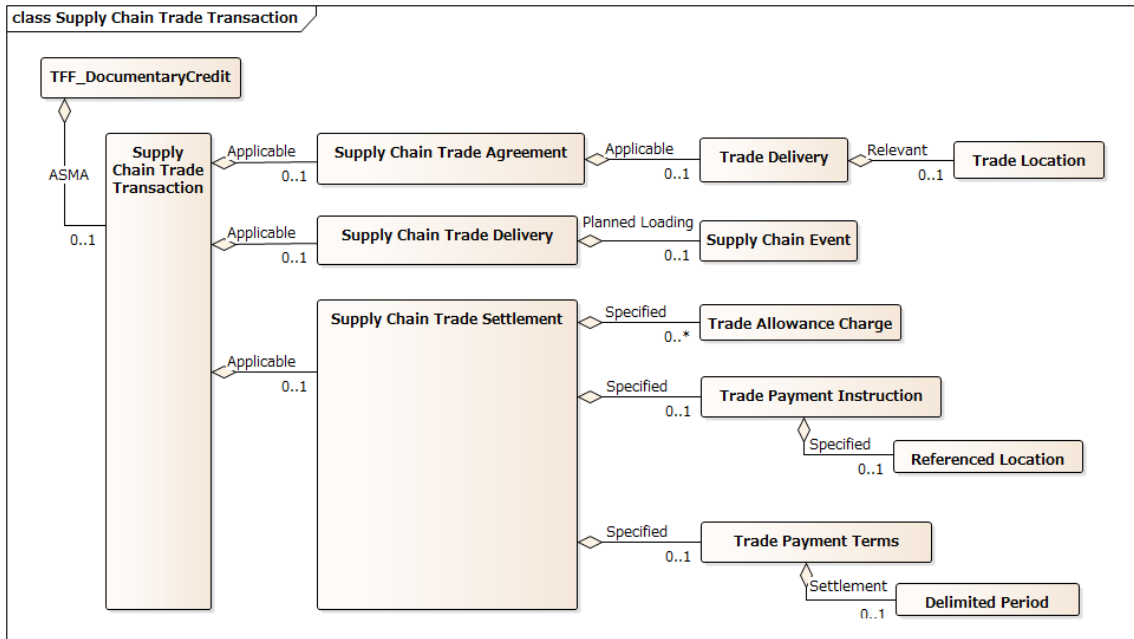 class Supply Chain Trade Transaction
TFF_DocumentaryCredit
ASMA
0..1
Supply
Chain Trade
Transaction
Applicable
0..1
Supply Chain Trade Agreement
Applicable
0..1
Trade Delivery
Relevant
0..1
Trade Location
Applicable
0..1
Supply Chain Trade Delivery
Planned Loading
0..1
Supply Chain Event
Applicable
0..1
Supply Chain Trade Settlement
Specified
0..*
Trade Allowance Charge
Specified
0..1
Trade Payment Instruction
Specified
0..1
Referenced Location
Specified
0..1
Trade Payment Terms
Settlement
0..1
Delimited Period